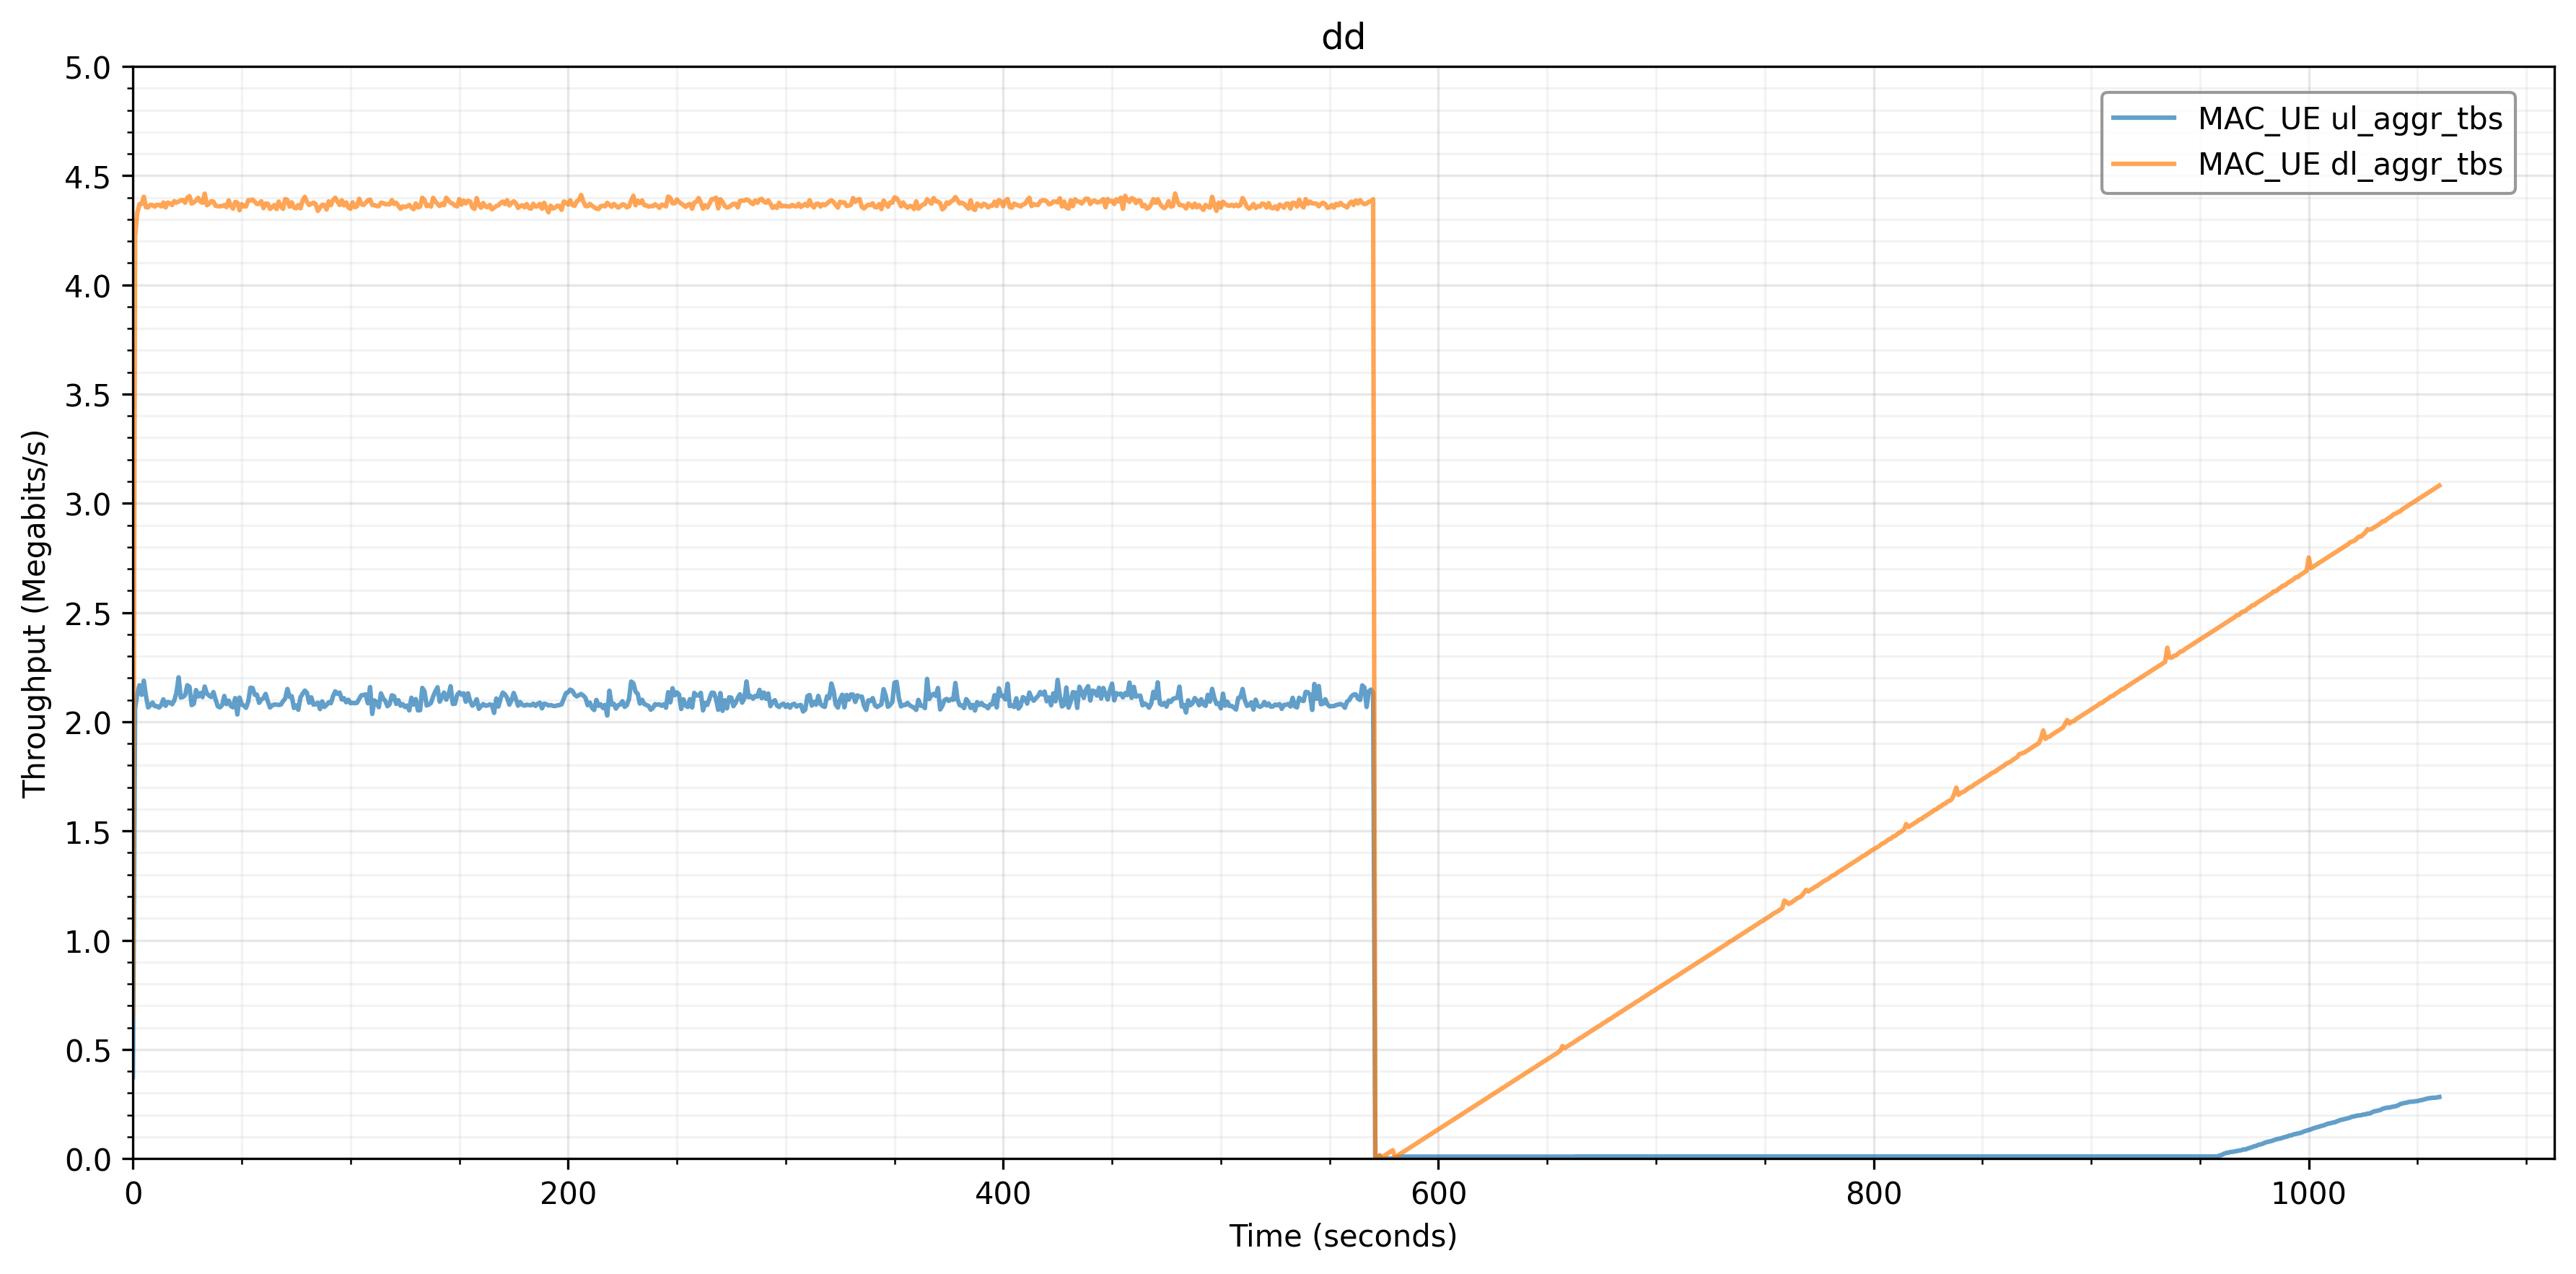 dd
5.0
4.5
4.0
3.5
3.0
2.5
2.0
1.5
1.0
0.5
0.0
Throughput (Megabits/s)
MAC_UE ul_aggr_tbs
MAC_UE dl_aggr_tbs
0 200 400 600 800 1000
Time (seconds)